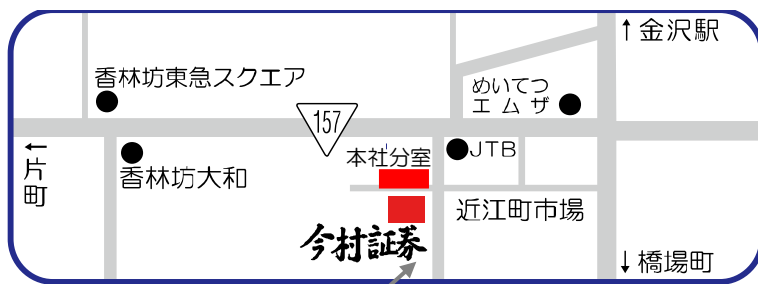 ↑金沢駅
香林坊東急スクエア
めいてつ
エムザ
157
←片町
香林坊大和
本社分室
JTB
近江町市場
今村証券
↓橋場町